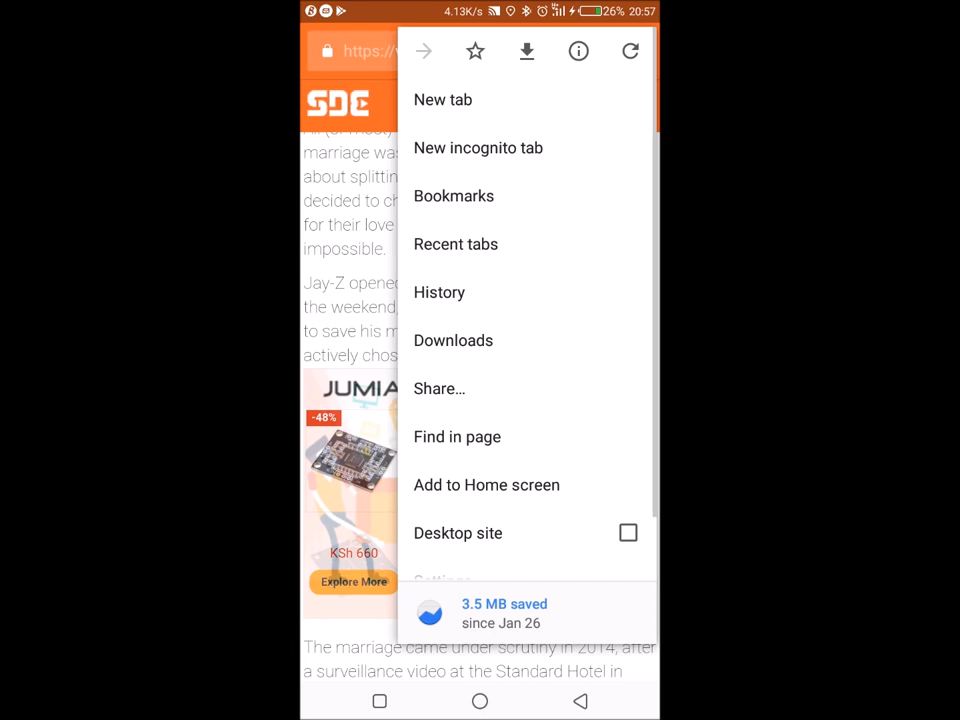 4.13K/s 26% 20:57
https://
SDE
New tab
New incognito tab
Bookmarks
Recent tabs
History
Downloads
Share...
Find in page
Add to Home screen
Desktop site
Settings
3.5 MB saved
since Jan 26
marriage was
about splittin
decided to ch
for their love
impossible.
Jay-Z opene
the weekend,
to save his m
actively chos
JUMIA
-48%
KSh 660
Explore More
The marriage came under scrutiny in 2014, after
a surveillance video at the Standard Hotel in